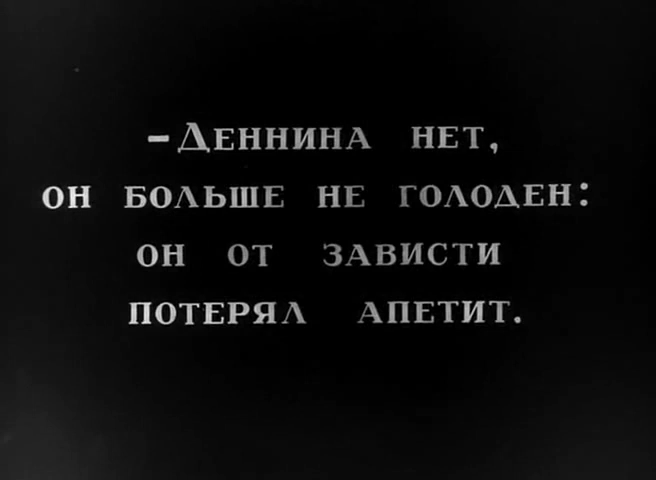 – Деннина нет,
он больше не голоден:
он от зависти
потерял апетит.